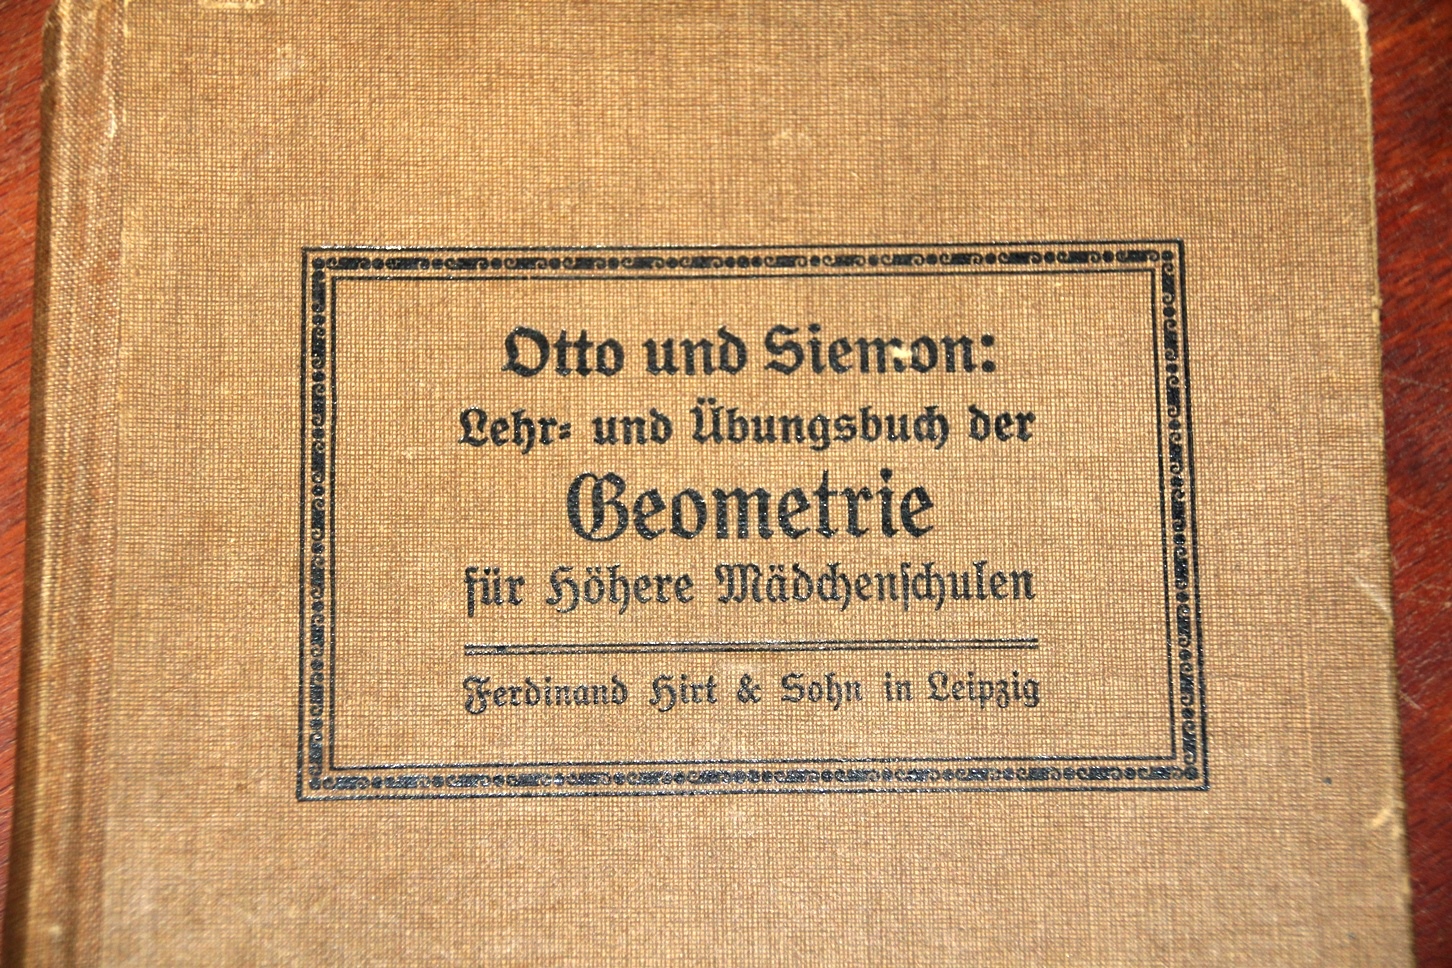 Otto und Siemon:
Lehr- und Übungsbuch der
Geometrie
für Höhere Mädchenschulen
Ferdinand Hirt & Sohn in Leipzig